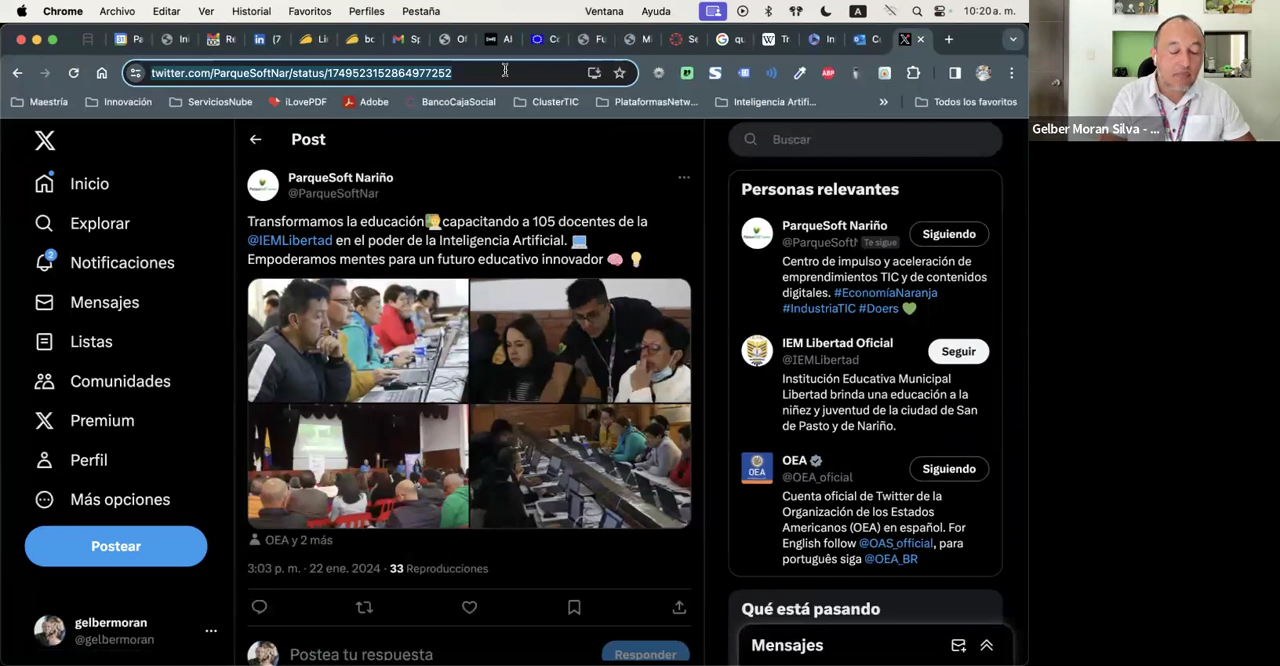 Chrome Archivo Editar Ver Historial Favoritos Perfiles Pestaña Ventana Ayuda A 10:20 a. m.
twitter.com/ParqueSoftNar/status/1749523152864977252
Maestría Innovación ServiciosNube iLovePDF Adobe BancoCajaSocial ClusterTIC PlataformasNetw... Inteligencia Artifi... » Todos los favoritos
Gelber Moran Silva - ...
Post
Buscar
Inicio
Explorar
Notificaciones
2
Mensajes
Listas
Comunidades
Premium
Perfil
Más opciones
Postear
gelbermoran
@gelbermoran
ParqueSoft Nariño
@ParqueSoftNar
Transformamos la educación capacitando a 105 docentes de la
@IEMLibertad en el poder de la Inteligencia Artificial.
Empoderamos mentes para un futuro educativo innovador
OEA y 2 más
3:03 p. m. · 22 ene. 2024 · 33 Reproducciones
Postea tu respuesta
Responder
Personas relevantes
ParqueSoft Nariño
@ParqueSoft Te sigue
Siguiendo
Centro de impulso y aceleración de
emprendimientos TIC y de contenidos
digitales. #EconomíaNaranja
#IndustriaTIC #Doers
IEM Libertad Oficial
@IEMLibertad
Seguir
Institución Educativa Municipal
Libertad brinda una educación a la
niñez y juventud de la ciudad de San
de Pasto y de Nariño.
OEA
@OEA_oficial
Siguiendo
Cuenta oficial de Twitter de la
Organización de los Estados
Americanos (OEA) en español. For
English follow @OAS_official, para
português siga @OEA_BR
Qué está pasando
Mensajes